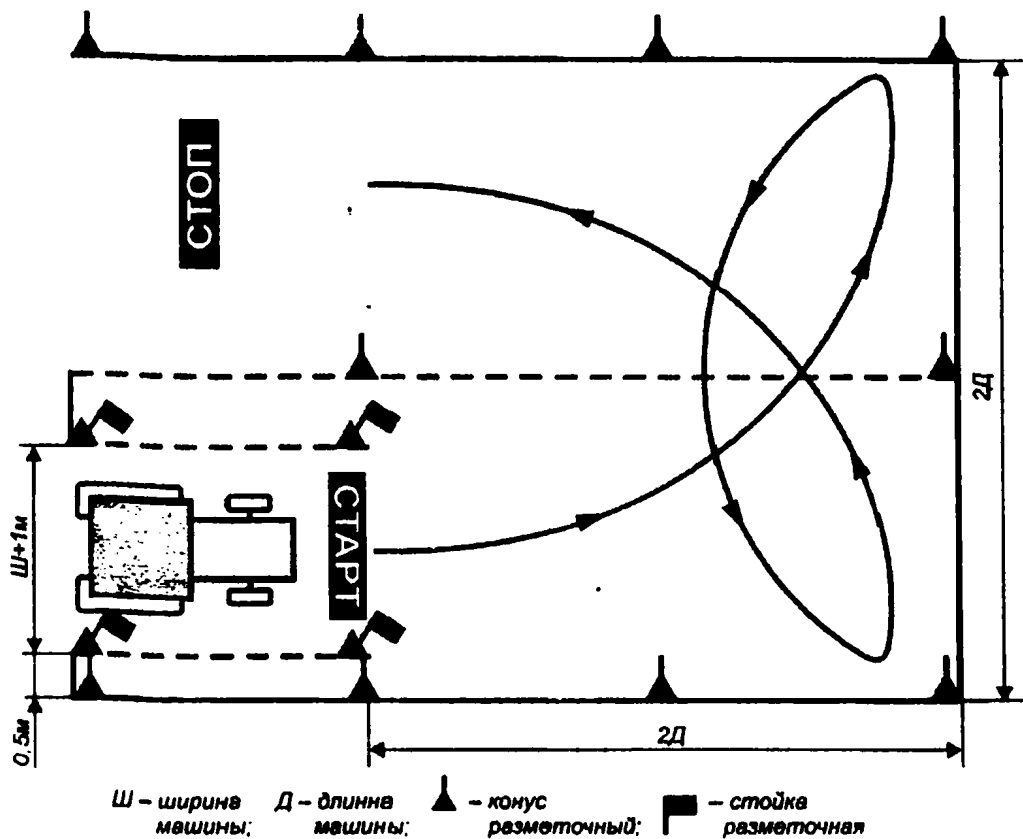 СТОП
2Д
СТАРТ
Ш+1м
0,5м
2Д
Ш – ширина Д – длинна – конус – стойка
машины; машины; разметочный; разметочная